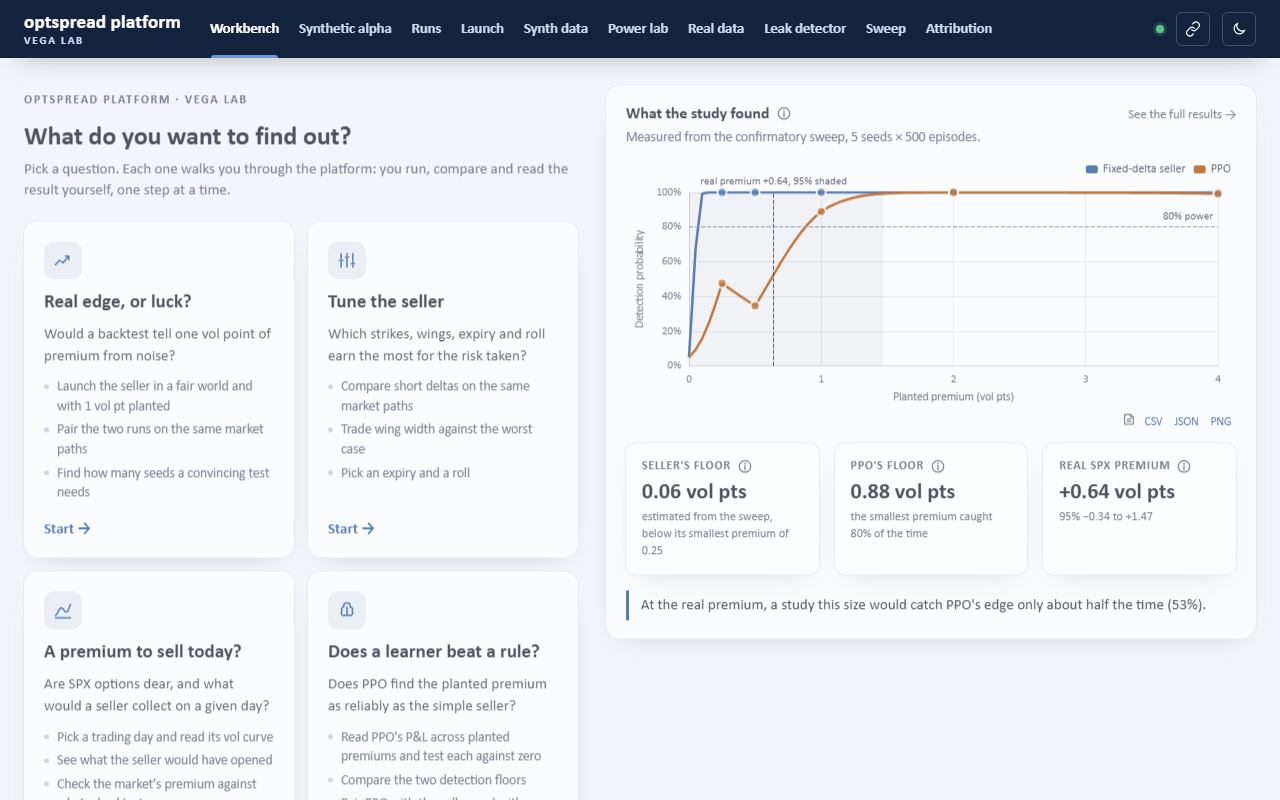 optspread platform
VEGA LAB
Workbench
Synthetic alpha
Runs
Launch
Synth data
Power lab
Real data
Leak detector
Sweep
Attribution
OPTSPREAD PLATFORM · VEGA LAB
What do you want to find out?
Pick a question. Each one walks you through the platform: you run, compare and read the
result yourself, one step at a time.
Real edge, or luck?
Would a backtest tell one vol point of
premium from noise?
Launch the seller in a fair world and
with 1 vol pt planted
Pair the two runs on the same market
paths
Find how many seeds a convincing test
needs
Start →
Tune the seller
Which strikes, wings, expiry and roll
earn the most for the risk taken?
Compare short deltas on the same
market paths
Trade wing width against the worst
case
Pick an expiry and a roll
Start →
A premium to sell today?
Are SPX options dear, and what
would a seller collect on a given day?
Pick a trading day and read its vol curve
See what the seller would have opened
Check the market's premium against
Does a learner beat a rule?
Does PPO find the planted premium
as reliably as the simple seller?
Read PPO's P&L across planted
premiums and test each against zero
Compare the two detection floors
What the study found
See the full results →
Measured from the confirmatory sweep, 5 seeds × 500 episodes.
Fixed-delta seller
PPO
real premium +0.64, 95% shaded
100%
80%
60%
40%
20%
0%
80% power
Detection probability
0
1
2
3
4
Planted premium (vol pts)
CSV
JSON
PNG
SELLER'S FLOOR
0.06 vol pts
estimated from the sweep,
below its smallest premium of
0.25
PPO'S FLOOR
0.88 vol pts
the smallest premium caught
80% of the time
REAL SPX PREMIUM
+0.64 vol pts
95% −0.34 to +1.47
At the real premium, a study this size would catch PPO's edge only about half the time (53%).